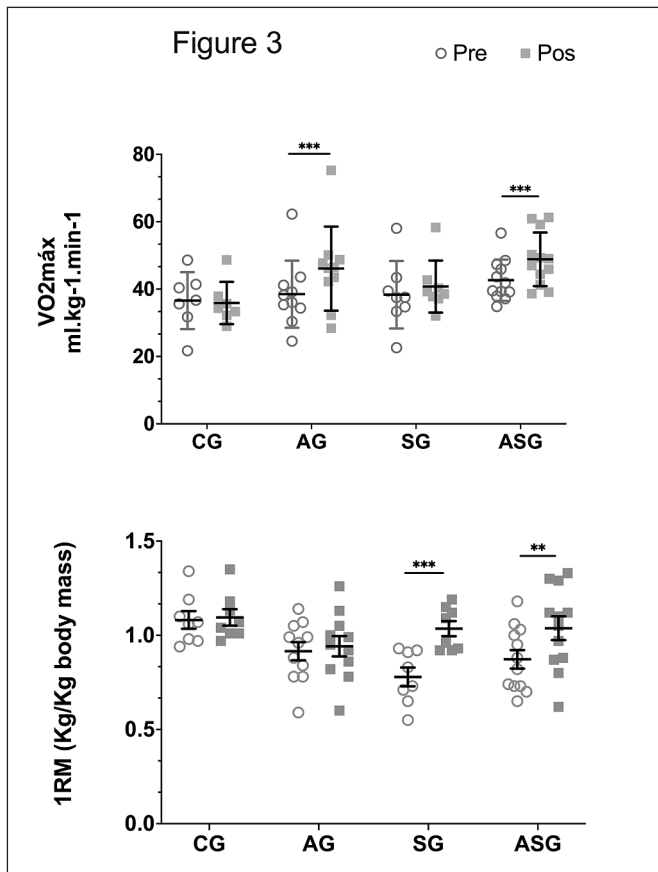 Figure 3
Pre Pos
VO2máx
ml.kg-1.min-1
80
60
40
20
0
*** ***
CG AG SG ASG
1RM (Kg/Kg body mass)
1.5
1.0
0.5
0.0
*** **
CG AG SG ASG